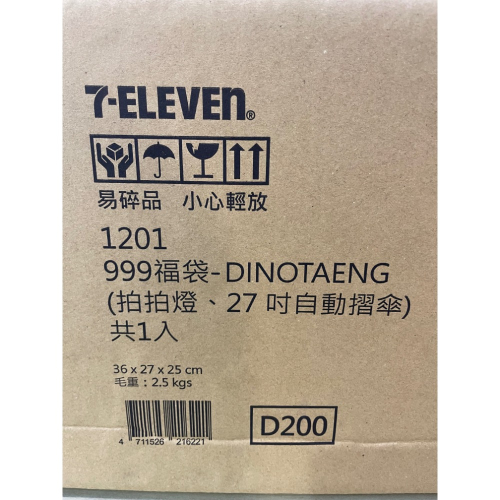 7-ELEVEN®
易碎品 小心輕放
1201
999福袋-DINOTAENG
(拍拍燈、27吋自動摺傘)
共1入
36 x 27 x 25 cm
毛重：2.5 kgs
4 711526 216221
D200